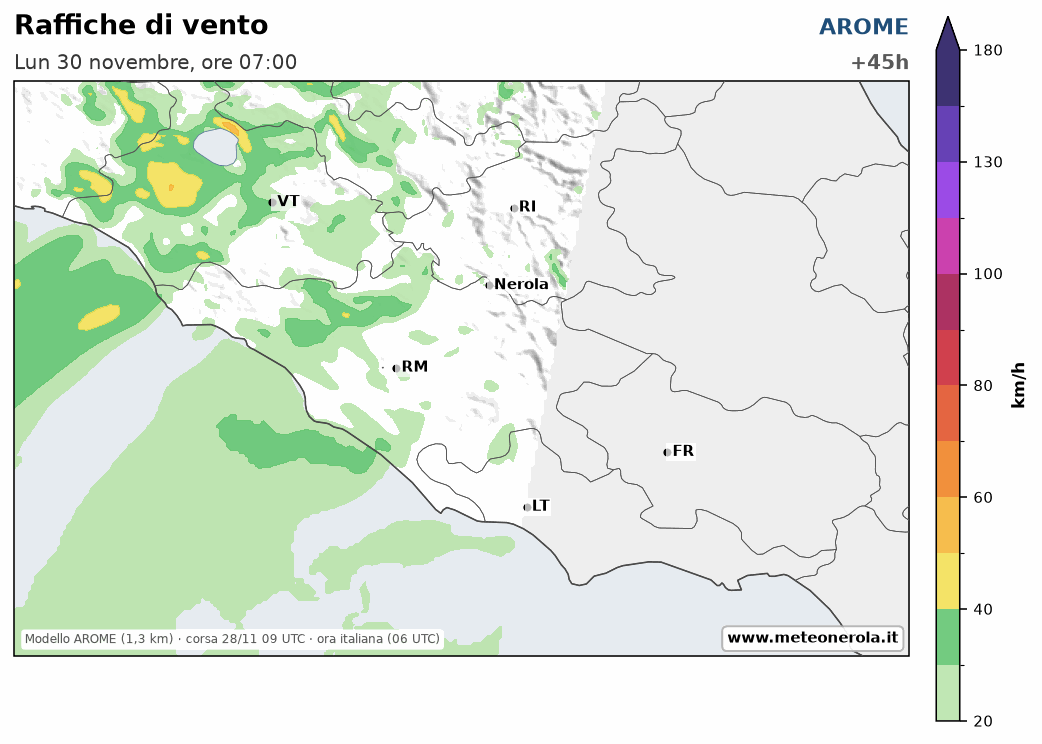 Raffiche di vento
AROME
Lun 30 novembre, ore 07:00
+45h
180
130
100
80
60
40
20
km/h
VT
RI
Nerola
RM
FR
LT
Modello AROME (1,3 km) · corsa 28/11 09 UTC · ora italiana (06 UTC)
www.meteonerola.it